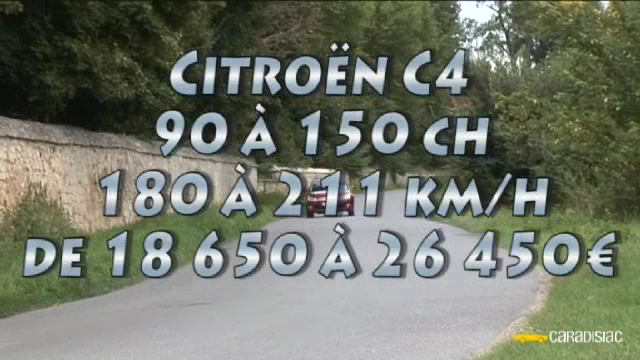 CITROËN C4
90 À 150 CH
180 À 211 KM/H
DE 18 650 À 26 450€
CARADISIAC